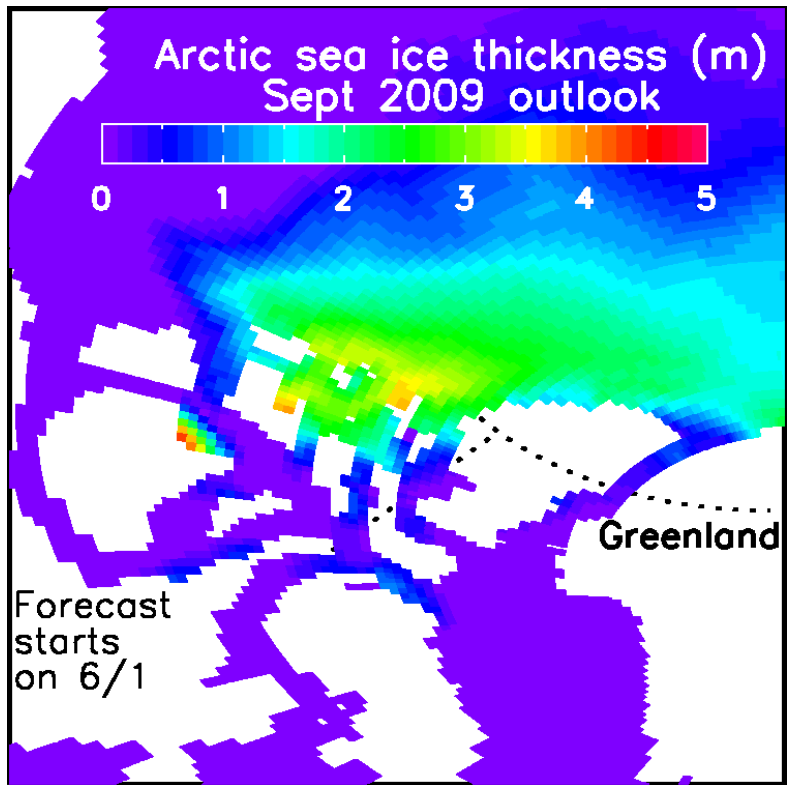 Arctic sea ice thickness (m)
Sept 2009 outlook
0 1 2 3 4 5
Greenland
Forecast
starts
on 6/1